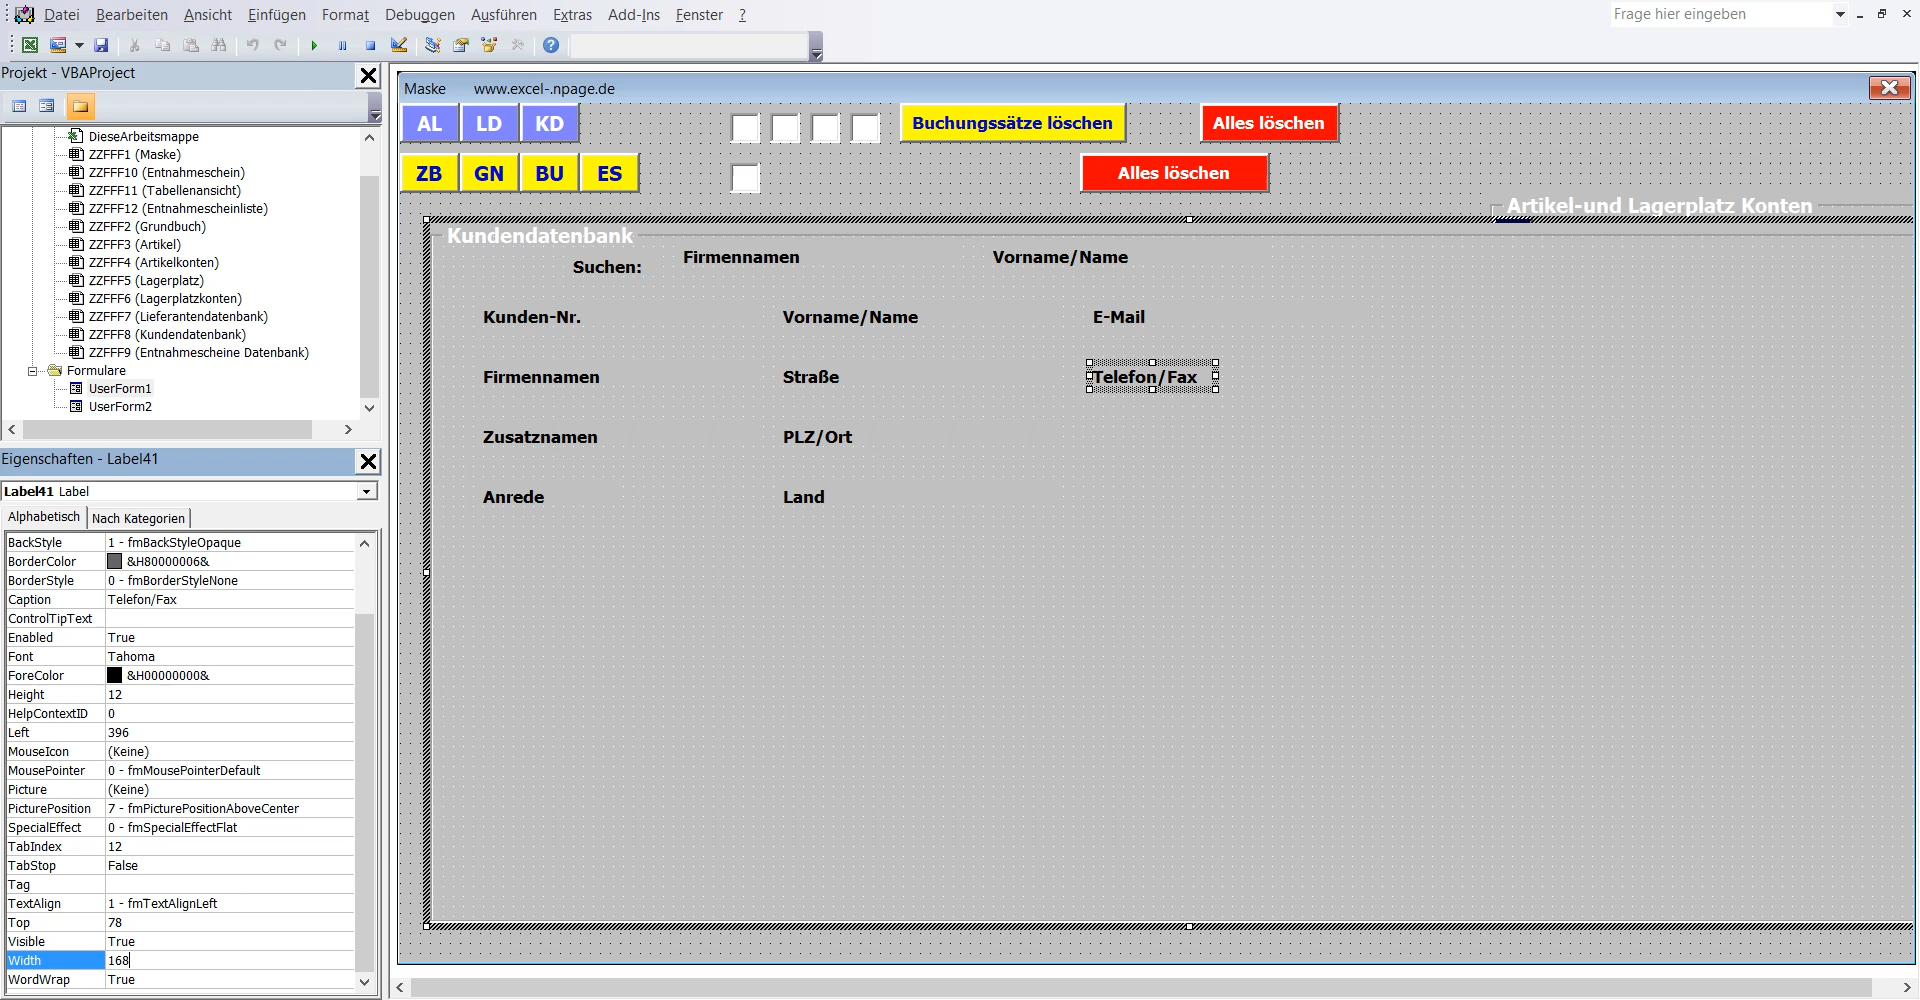 Datei Bearbeiten Ansicht Einfügen Format Debuggen Ausführen Extras Add-Ins Fenster ?
Frage hier eingeben
Projekt - VBAProject
DieseArbeitsmappe
ZZFFF1 (Maske)
ZZFFF10 (Entnahmeschein)
ZZFFF11 (Tabellenansicht)
ZZFFF12 (Entnahmescheinliste)
ZZFFF2 (Grundbuch)
ZZFFF3 (Artikel)
ZZFFF4 (Artikelkonten)
ZZFFF5 (Lagerplatz)
ZZFFF6 (Lagerplatzkonten)
ZZFFF7 (Lieferantendatenbank)
ZZFFF8 (Kundendatenbank)
ZZFFF9 (Entnahmescheine Datenbank)
Formulare
UserForm1
UserForm2
Eigenschaften - Label41
Label41 Label
Alphabetisch Nach Kategorien
BackStyle 1 - fmBackStyleOpaque
BorderColor &H80000006&
BorderStyle 0 - fmBorderStyleNone
Caption Telefon/Fax
ControlTipText
Enabled True
Font Tahoma
ForeColor &H00000000&
Height 12
HelpContextID 0
Left 396
MouseIcon (Keine)
MousePointer 0 - fmMousePointerDefault
Picture (Keine)
PicturePosition 7 - fmPicturePositionAboveCenter
SpecialEffect 0 - fmSpecialEffectFlat
TabIndex 12
TabStop False
Tag
TextAlign 1 - fmTextAlignLeft
Top 78
Visible True
Width 168
WordWrap True
Maske www.excel-.npage.de
AL LD KD Buchungssätze löschen Alles löschen
ZB GN BU ES Alles löschen
Artikel-und Lagerplatz Konten
Kundendatenbank
Suchen: Firmennamen Vorname/Name
Kunden-Nr. Vorname/Name E-Mail
Firmennamen Straße Telefon/Fax
Zusatznamen PLZ/Ort
Anrede Land